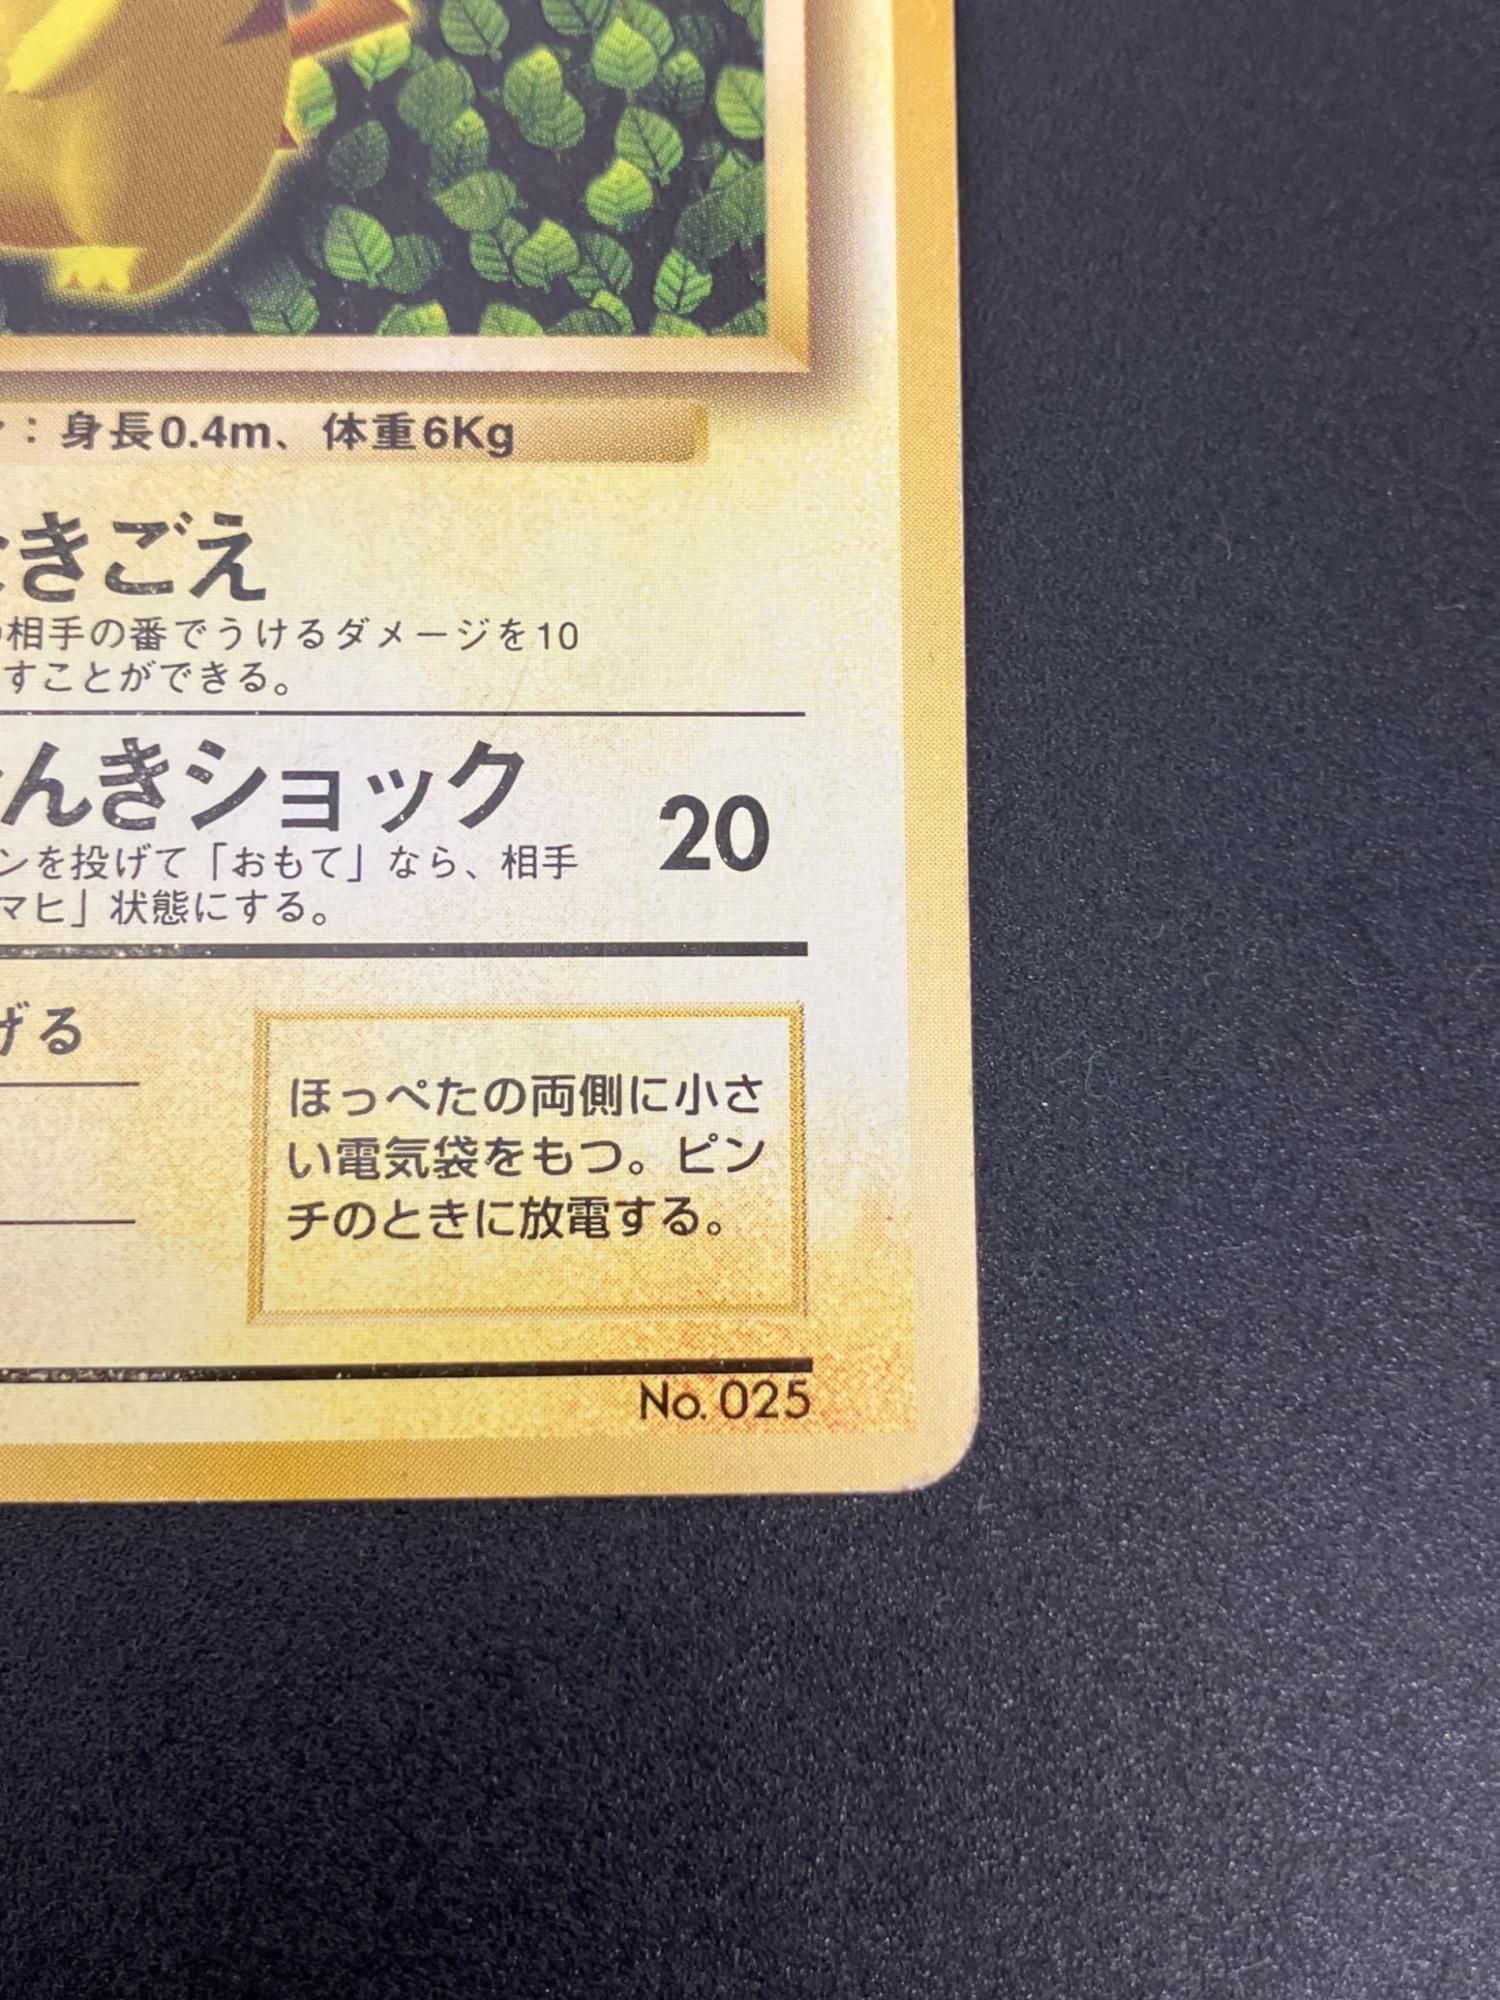 ：身長0.4m、体重6Kg
きごえ
相手の番でうけるダメージを10
すことができる。
んきショック
20
ンを投げて「おもて」なら、相手
マヒ」状態にする。
げる
ほっぺたの両側に小さ
い電気袋をもつ。ピン
チのときに放電する。
No.025